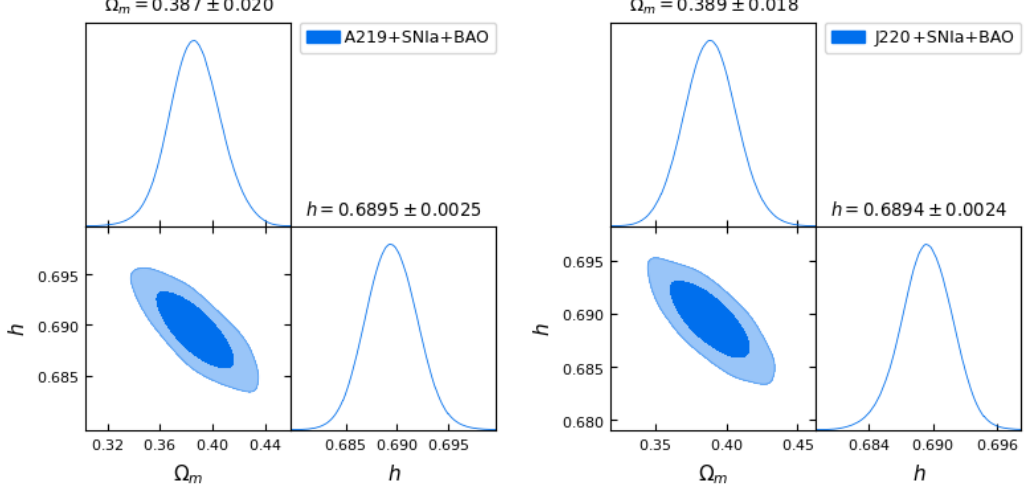 Ωm = 0.387 ± 0.020
A219+SNIa+BAO
h = 0.6895 ± 0.0025
0.695
0.690
0.685
h
0.32 0.36 0.40 0.44
Ωm
0.685 0.690 0.695
h
Ωm = 0.389 ± 0.018
J220+SNIa+BAO
h = 0.6894 ± 0.0024
0.695
0.690
0.685
0.680
h
0.35 0.40 0.45
Ωm
0.684 0.690 0.696
h